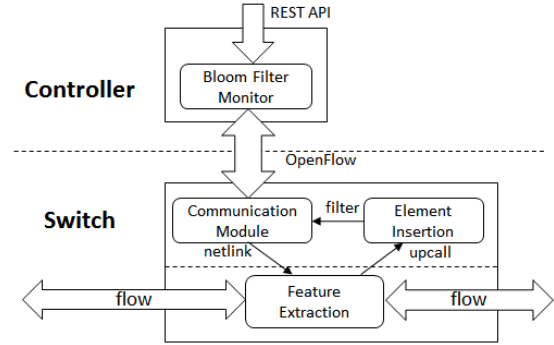 REST API
Bloom Filter
Monitor
Controller
OpenFlow
Switch
Communication
Module
filter
Element
Insertion
netlink
upcall
flow
Feature
Extraction
flow